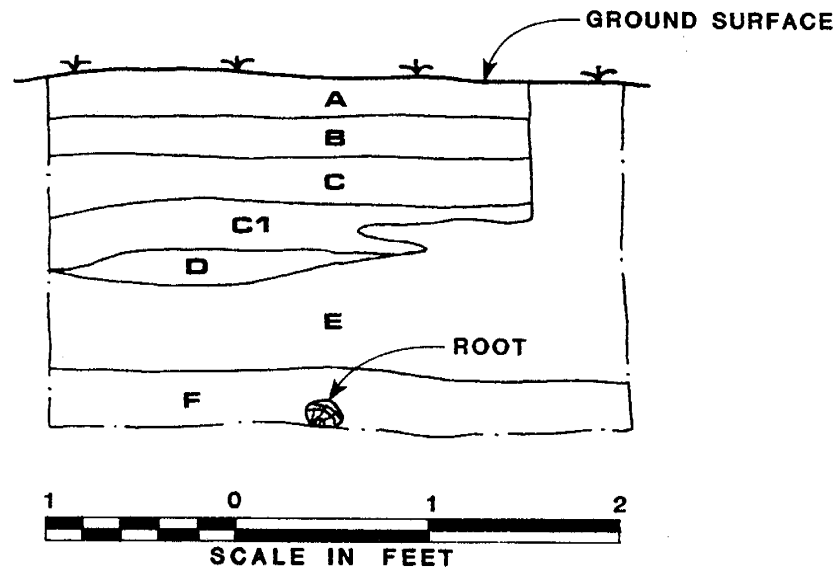 GROUND SURFACE
A
B
C
C1
D
E
ROOT
F
1 0 1 2
SCALE IN FEET